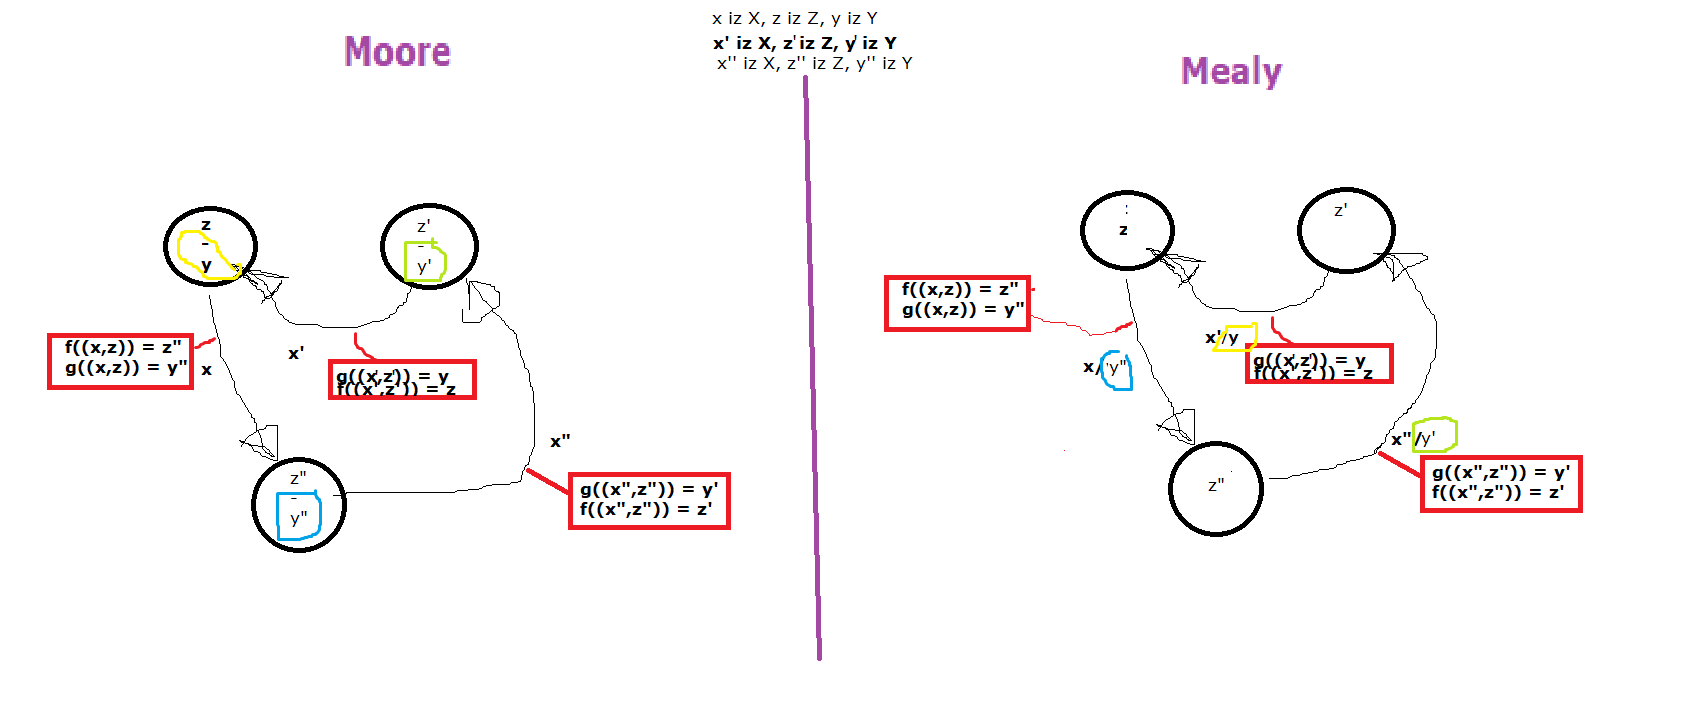 x iz X, z iz Z, y iz Y
x' iz X, z' iz Z, y' iz Y
x'' iz X, z'' iz Z, y'' iz Y
Moore
z
-
y
z'
-
y'
f((x,z)) = z"
g((x,z)) = y"
x
x'
g((x',z')) = y
f((x',z')) = z
x"
z"
-
y"
g((x",z")) = y'
f((x",z")) = z'
Mealy
:
z
z'
f((x,z)) = z"
g((x,z)) = y"
x/'y"
x'/y
g((x',z')) = y
f((x',z')) = z
x"/y'
z"
g((x",z")) = y'
f((x",z")) = z'